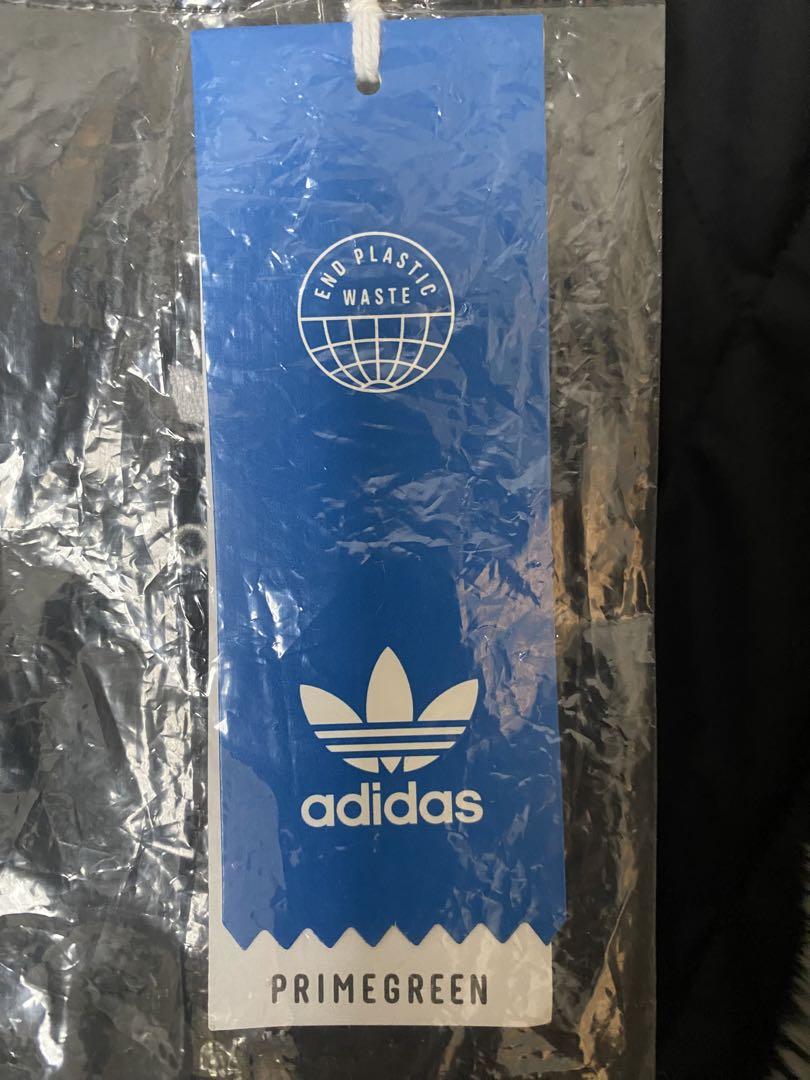 END PLASTIC
WASTE
adidas
PRIMEGREEN